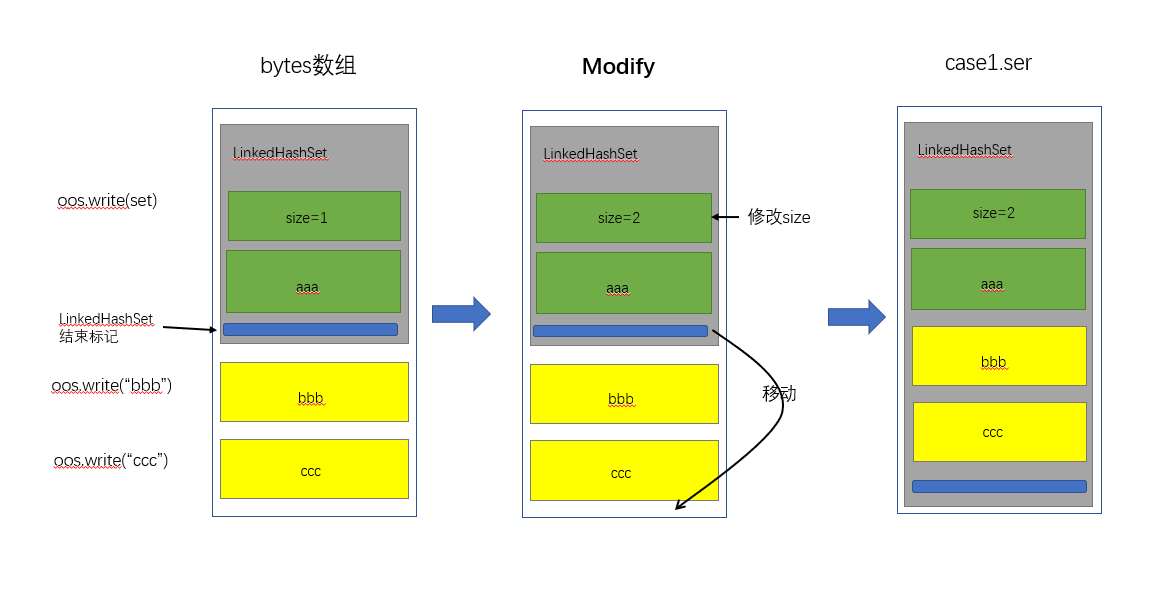 bytes数组
Modify
case1.ser
LinkedHashSet
LinkedHashSet
LinkedHashSet
oos.write(set)
size=1
size=2
修改size
size=2
aaa
aaa
aaa
LinkedHashSet
结束标记
oos.write(“bbb”)
bbb
bbb
移动
bbb
oos.write(“ccc”)
ccc
ccc
ccc